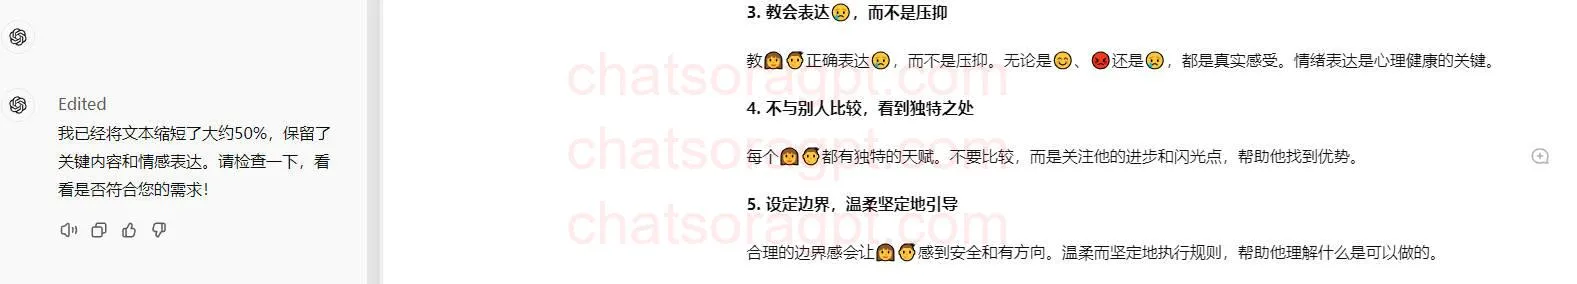 Edited
我已经将文本缩短了大约50%，保留了
关键内容和情感表达。请检查一下，看
看是否符合您的需求！
3. 教会表达😢，而不是压抑
教👩👨正确表达😢，而不是压抑。无论是😊、😡还是😢，都是真实感受。情绪表达是心理健康的关键。
4. 不与别人比较，看到独特之处
每个👩👨都有独特的天赋。不要比较，而是关注他的进步和闪光点，帮助他找到优势。
5. 设定边界，温柔坚定地引导
合理的边界感会让👩👨感到安全和有方向。温柔而坚定地执行规则，帮助他理解什么是可以做的。
chatsoragpt.com
chatsoragpt.com
chatsoragpt.com